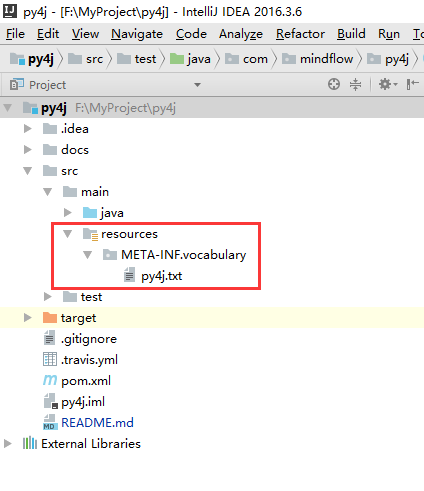 py4j - [F:\MyProject\py4j] - IntelliJ IDEA 2016.3.6
File Edit View Navigate Code Analyze Refactor Build Run Tools
py4j src test java com mindflow py4j
Project
py4j F:\MyProject\py4j
.idea
docs
src
main
java
resources
META-INF.vocabulary
py4j.txt
test
target
.gitignore
.travis.yml
pom.xml
py4j.iml
README.md
External Libraries